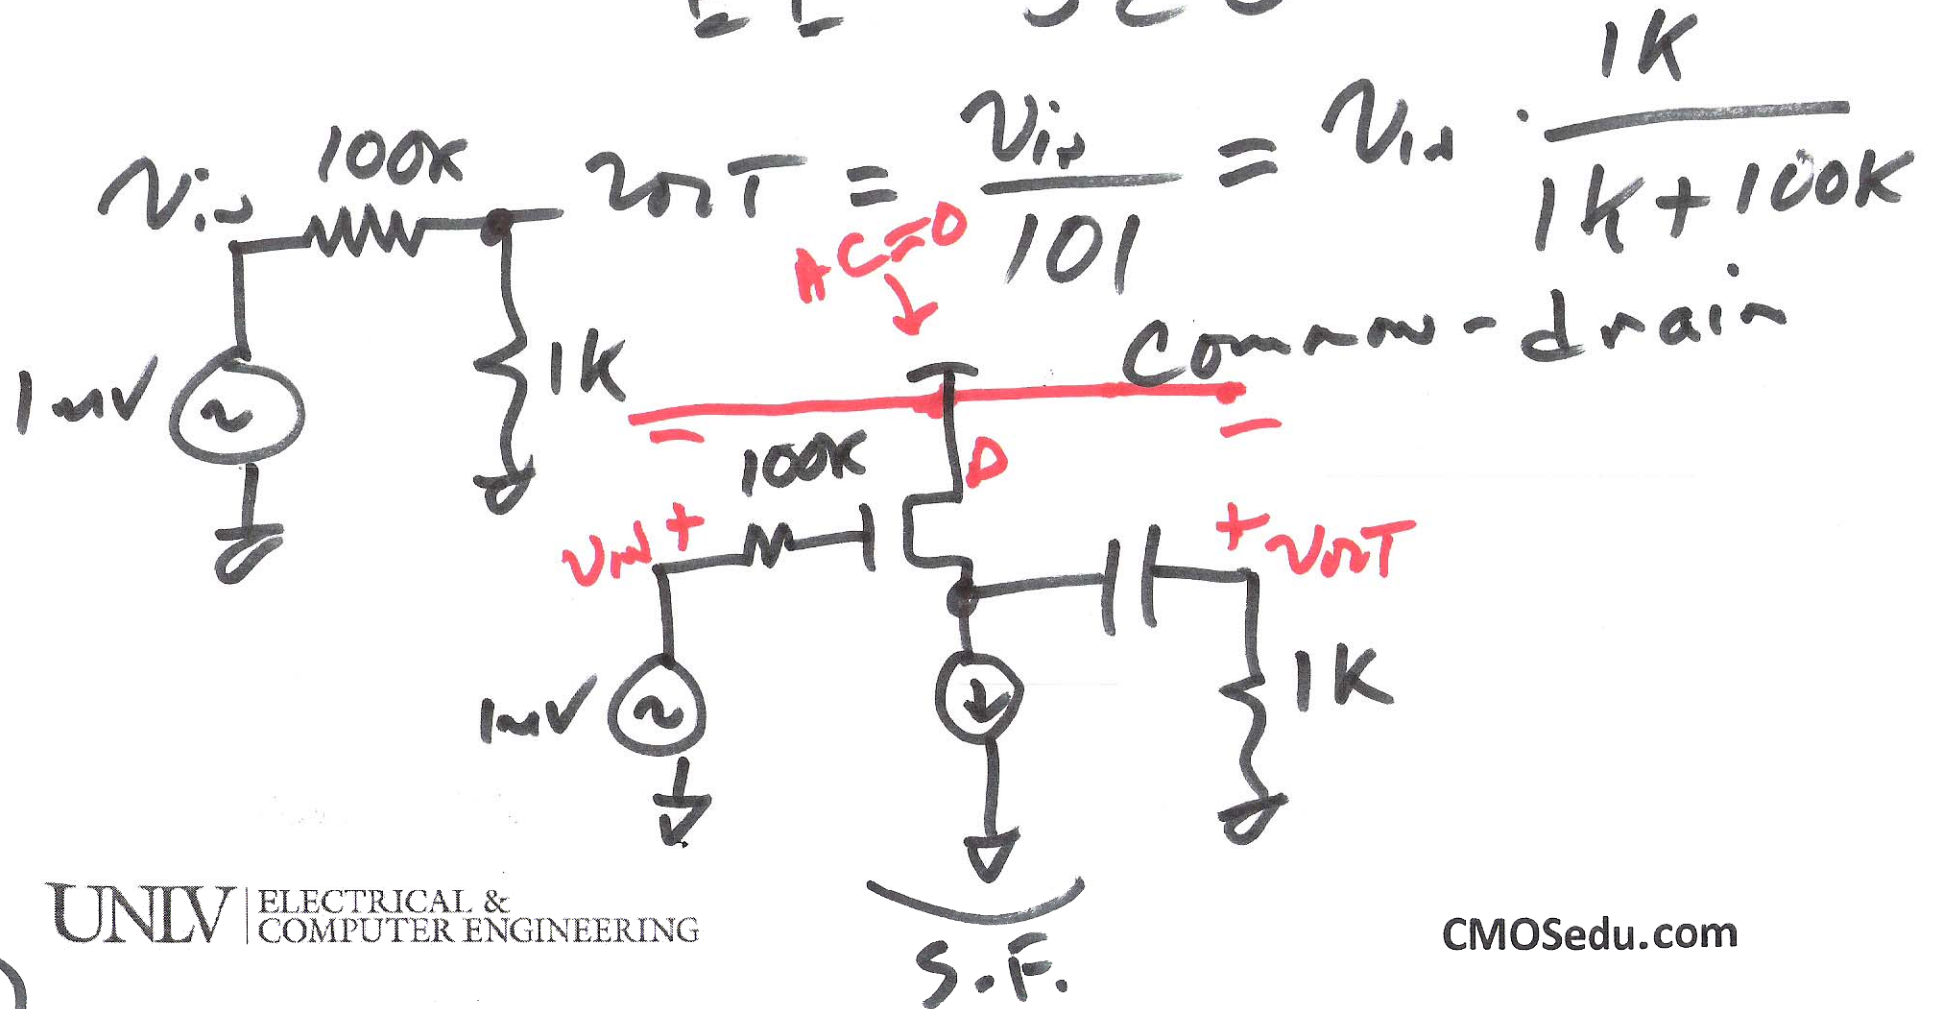 vin 100K vout = vin/101 = vin · 1K/(1K+100K)
AC=0
1mV 1K
Common-drain
100K D
vin + + vout
1mV 1K
S.F.
UNLV ELECTRICAL &
COMPUTER ENGINEERING
CMOSedu.com